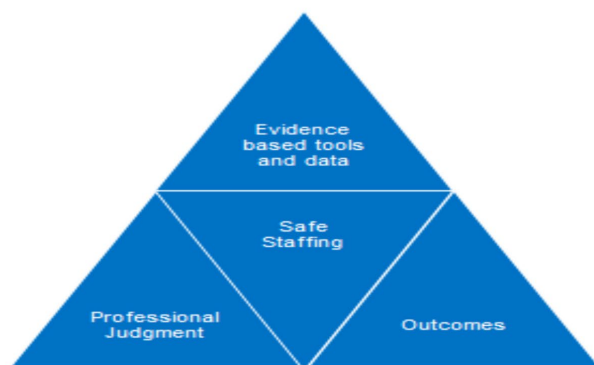 Evidence
based tools
and data
Safe
Staffing
Professional
Judgment
Outcomes